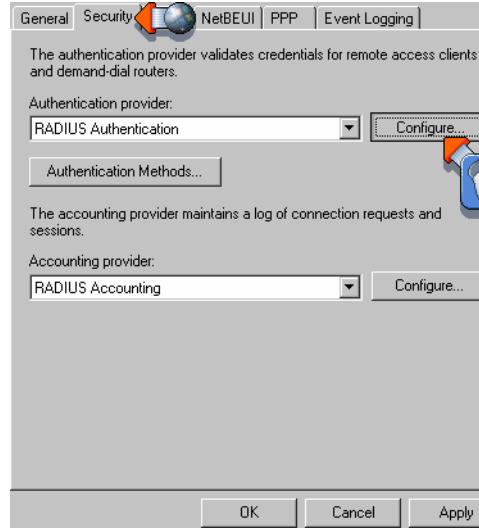 General
Security
NetBEUI
PPP
Event Logging
The authentication provider validates credentials for remote access clients
and demand-dial routers.
Authentication provider:
RADIUS Authentication
Configure...
Authentication Methods...
The accounting provider maintains a log of connection requests and
sessions.
Accounting provider:
RADIUS Accounting
Configure...
OK
Cancel
Apply